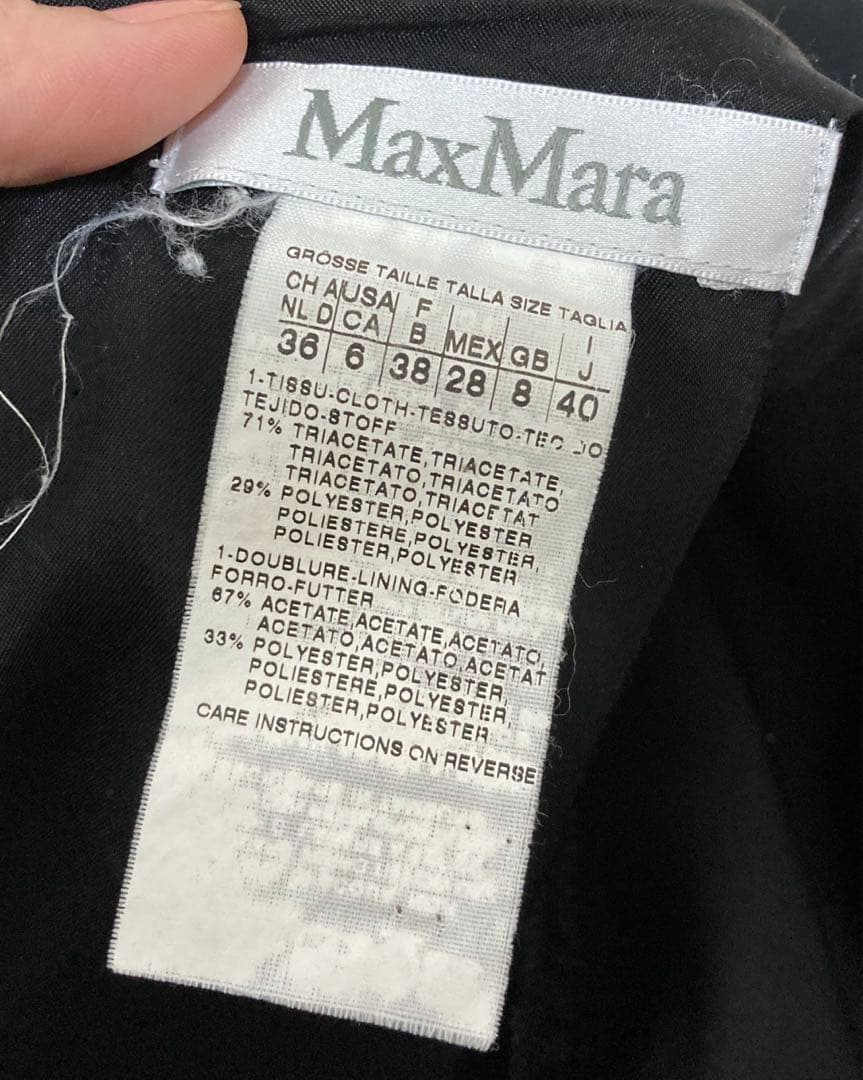 MaxMara
GRÖSSE TAILLE TALLA SIZE TAGLIA
CH A USA F I
NL D CA B MEX GB J
36 6 38 28 8 40
1-TISSU-CLOTH-TESSUTO-
TEJIDO-STOFF
71% TRIACETATE,TRIACETATE,
TRIACETATO,TRIACETATO
TRIACETATO,TRIACETAT
29% POLYESTER,POLYESTER
POLIESTERE,POLYESTER,
POLIESTER,POLYESTER
1-DOUBLURE-LINING-FODERA
FORRO-FUTTER
67% ACETATE,ACETATE,ACETATO,
ACETATO,ACETATO,ACETAT
33% POLYESTER,POLYESTER,
POLIESTERE,POLYESTER,
POLIESTER,POLYESTER
CARE INSTRUCTIONS ON REVERSE